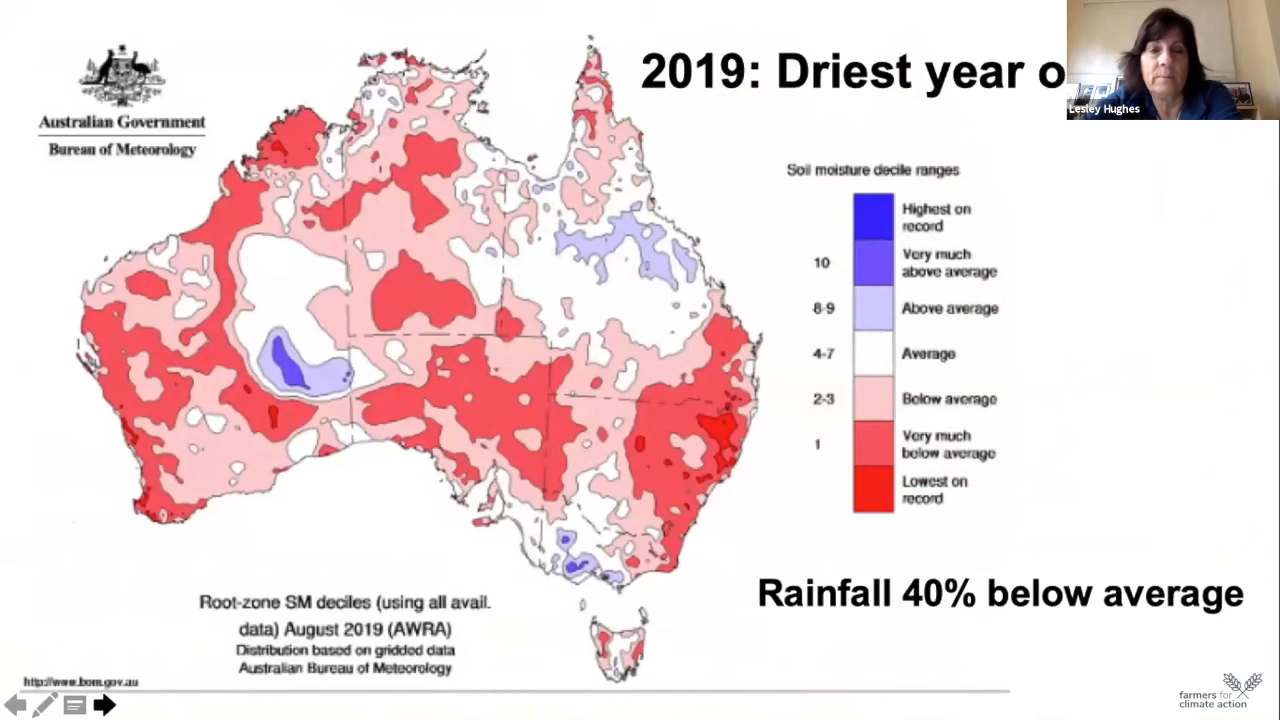 2019: Driest year o
Lesley Hughes
Australian Government
Bureau of Meteorology
Soil moisture decile ranges
Highest on
record
10
Very much
above average
8-9
Above average
4-7
Average
2-3
Below average
1
Very much
below average
Lowest on
record
Rainfall 40% below average
Root-zone SM deciles (using all avail.
data) August 2019 (AWRA)
Distribution based on gridded data
Australian Bureau of Meteorology
http://www.bom.gov.au
farmers for
climate action